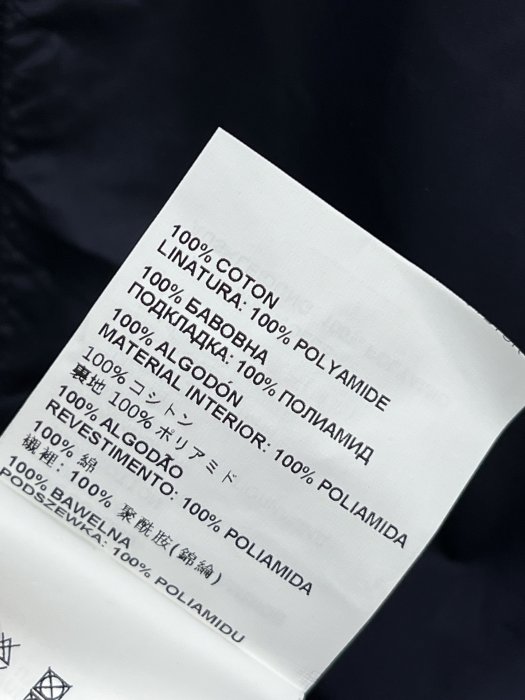 100% COTON
LINATURA: 100% POLYAMIDE
100% БАВОВНА
ПОДКЛАДКА: 100% ПОЛИАМИД
100% ALGODÓN
MATERIAL INTERIOR: 100% POLIAMIDA
100% コットン
裏地 100% ポリアミド
100% ALGODÃO
REVESTIMENTO: 100% POLIAMIDA
100% 綿
襯裡: 100% 聚酰胺(錦綸)
100% BAWELNA
PODSZEWKA: 100% POLIAMIDU